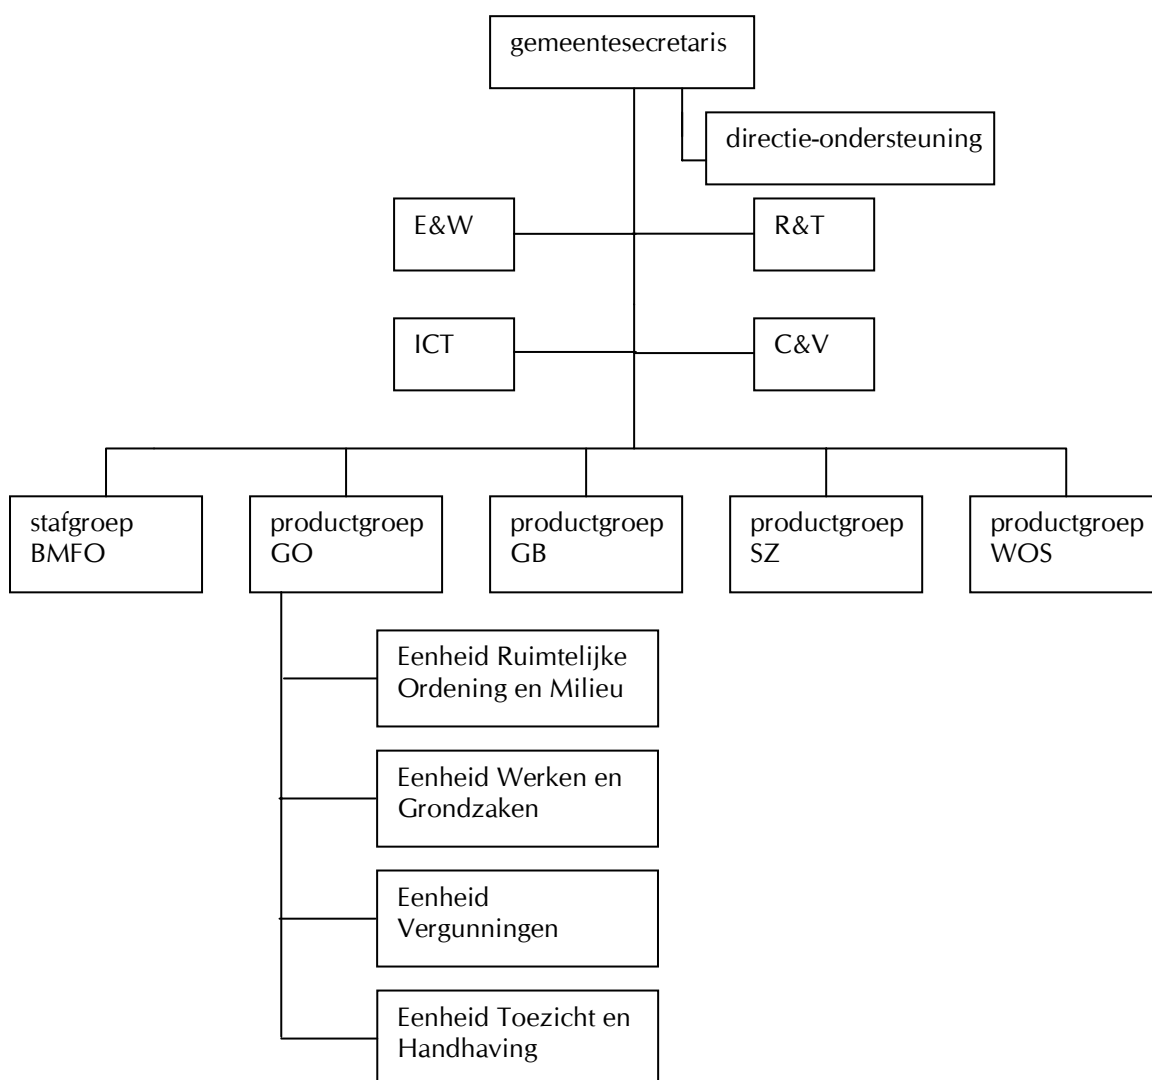 gemeentesecretaris
directie-ondersteuning
E&W
R&T
ICT
C&V
stafgroep
BMFO
productgroep
GO
productgroep
GB
productgroep
SZ
productgroep
WOS
Eenheid Ruimtelijke
Ordening en Milieu
Eenheid Werken en
Grondzaken
Eenheid
Vergunningen
Eenheid Toezicht en
Handhaving